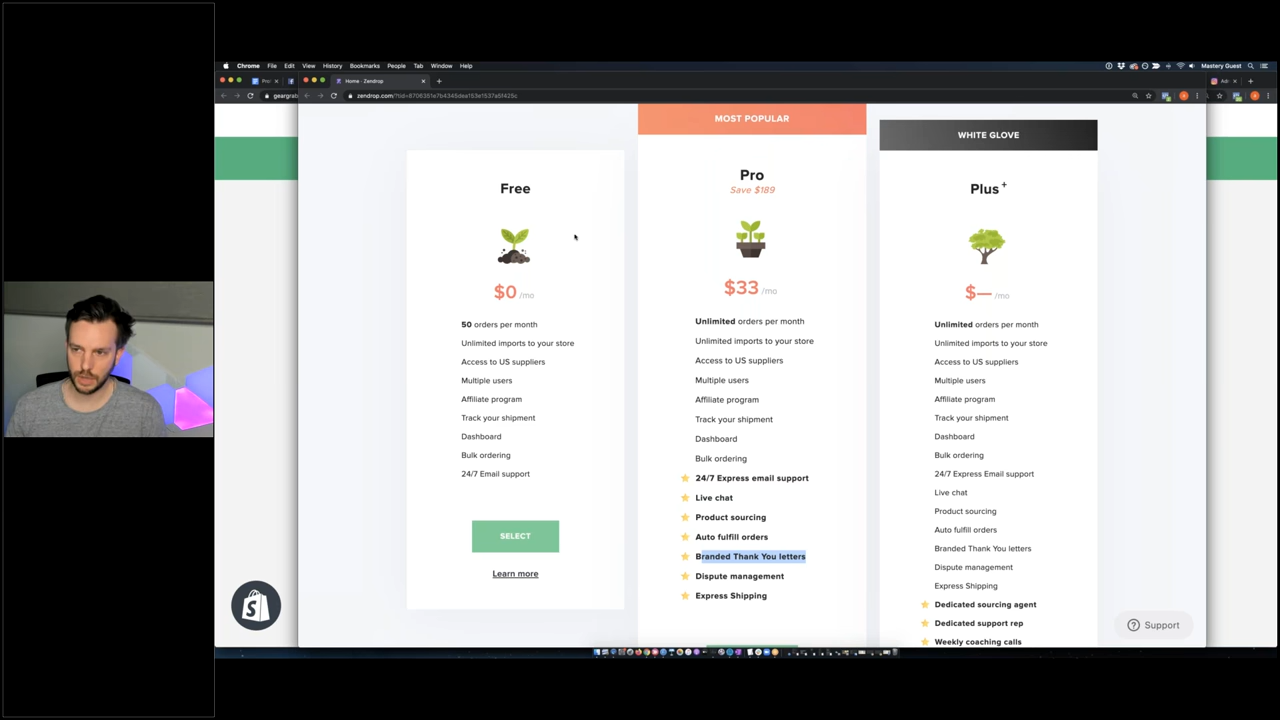 Chrome File Edit View History Bookmarks People Tab Window Help
Mastery Guest
Home - Zendrop
geargrab
MOST POPULAR
WHITE GLOVE
Free
Pro
Save $189
Plus+
$0 /mo
$33 /mo
$— /mo
50 orders per month
Unlimited imports to your store
Access to US suppliers
Multiple users
Affiliate program
Track your shipment
Dashboard
Bulk ordering
24/7 Email support
SELECT
Learn more
Unlimited orders per month
Unlimited imports to your store
Access to US suppliers
Multiple users
Affiliate program
Track your shipment
Dashboard
Bulk ordering
24/7 Express email support
Live chat
Product sourcing
Auto fulfill orders
Branded Thank You letters
Dispute management
Express Shipping
Unlimited orders per month
Unlimited imports to your store
Access to US suppliers
Multiple users
Affiliate program
Track your shipment
Dashboard
Bulk ordering
24/7 Express Email support
Live chat
Product sourcing
Auto fulfill orders
Branded Thank You letters
Dispute management
Express Shipping
Dedicated sourcing agent
Dedicated support rep
Weekly coaching calls
Support